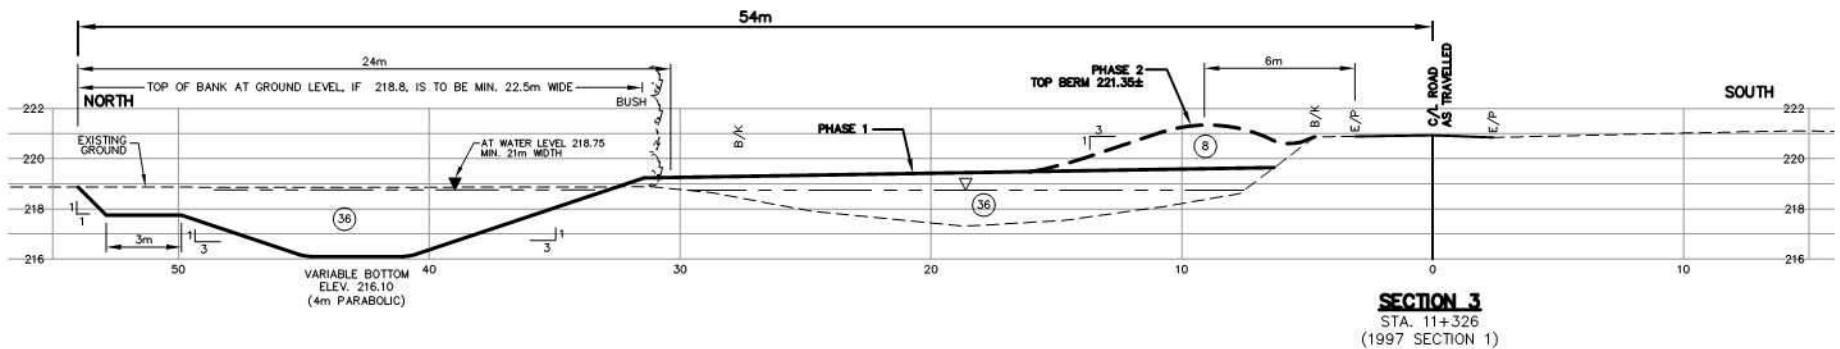 54m
24m
TOP OF BANK AT GROUND LEVEL, IF 218.8, IS TO BE MIN. 22.5m WIDE
NORTH
BUSH
PHASE 2
TOP BERM 221.35±
6m
C/L ROAD
AS TRAVELLED
SOUTH
222
222
EXISTING
GROUND
AT WATER LEVEL 218.75
MIN. 21m WIDTH
B/K
PHASE 1
3
1
8
B/K
E/P
E/P
220
220
36
36
218
218
1
1
3m
1
3
1
3
216
216
50
40
30
20
10
0
10
VARIABLE BOTTOM
ELEV. 216.10
(4m PARABOLIC)
SECTION 3
STA. 11+326
(1997 SECTION 1)